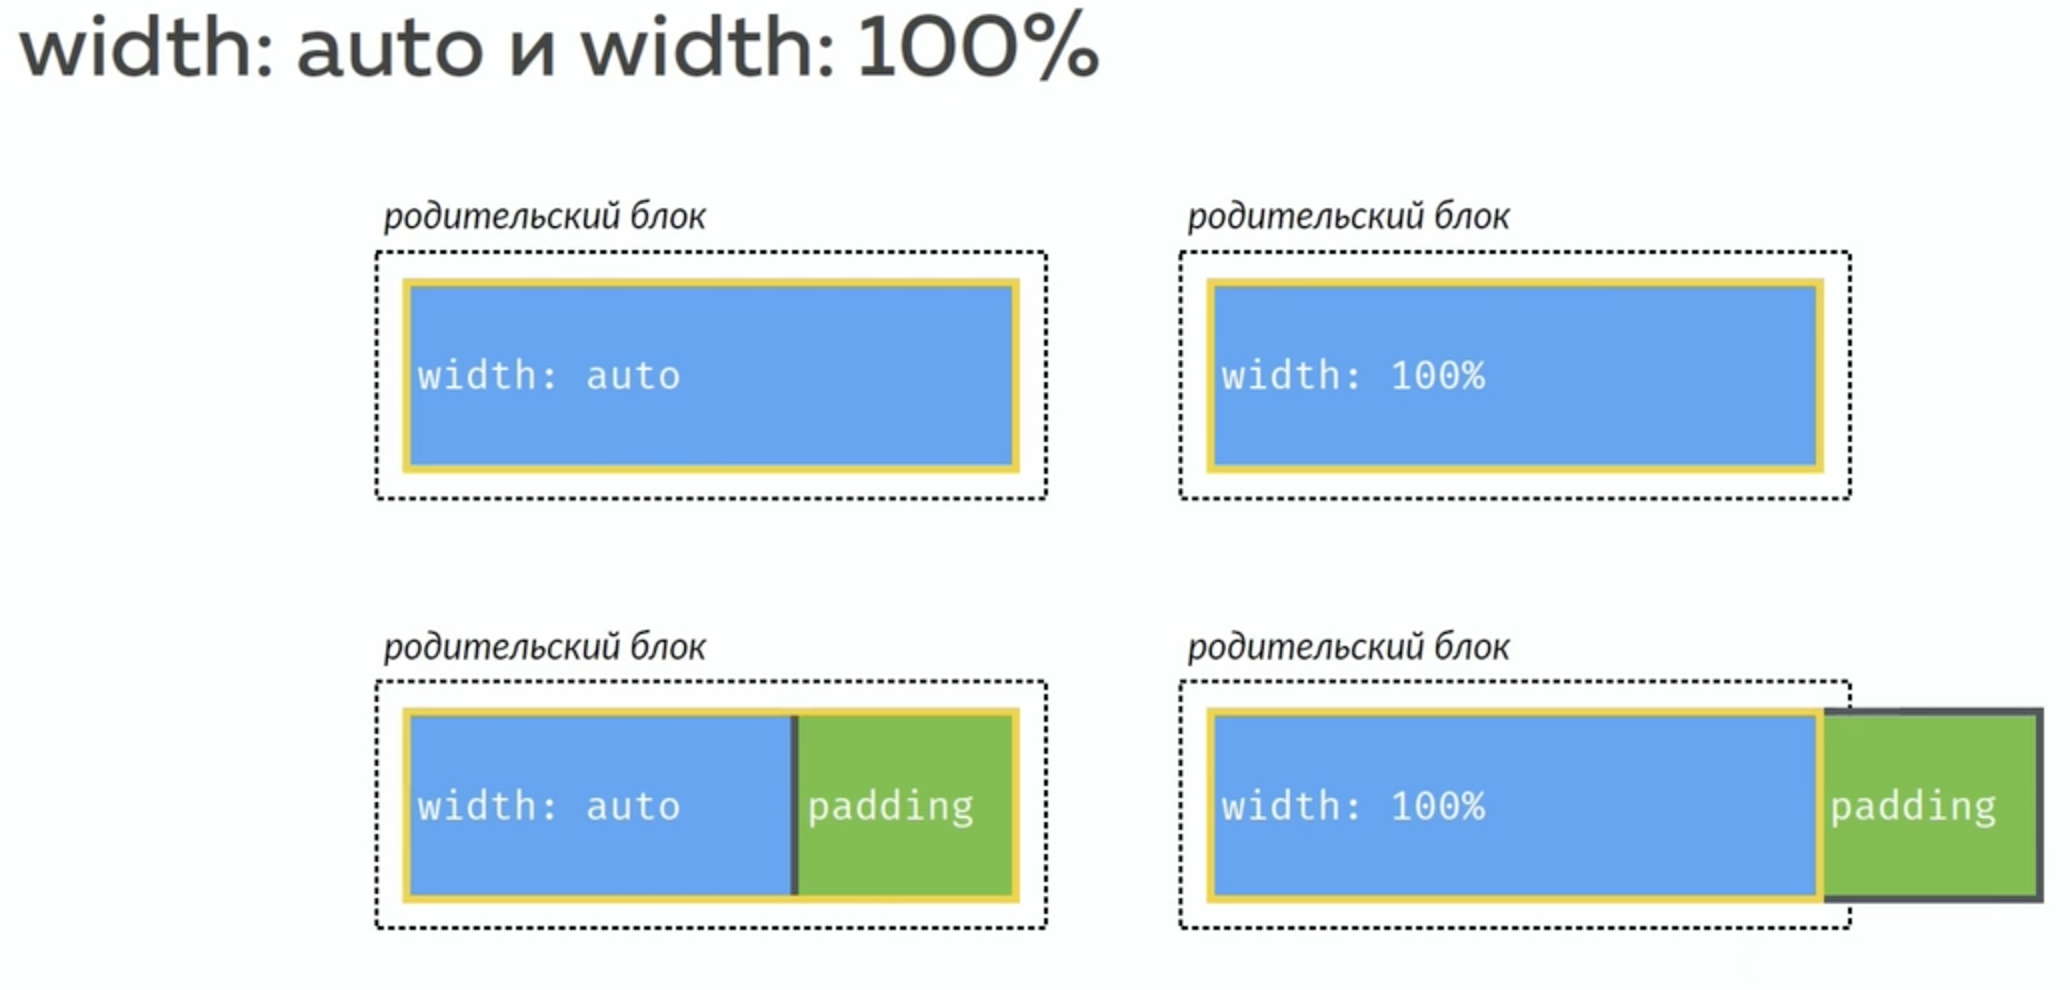 width: auto и width: 100%
родительский блок
родительский блок
width: auto
width: 100%
родительский блок
родительский блок
width: auto
padding
width: 100%
padding